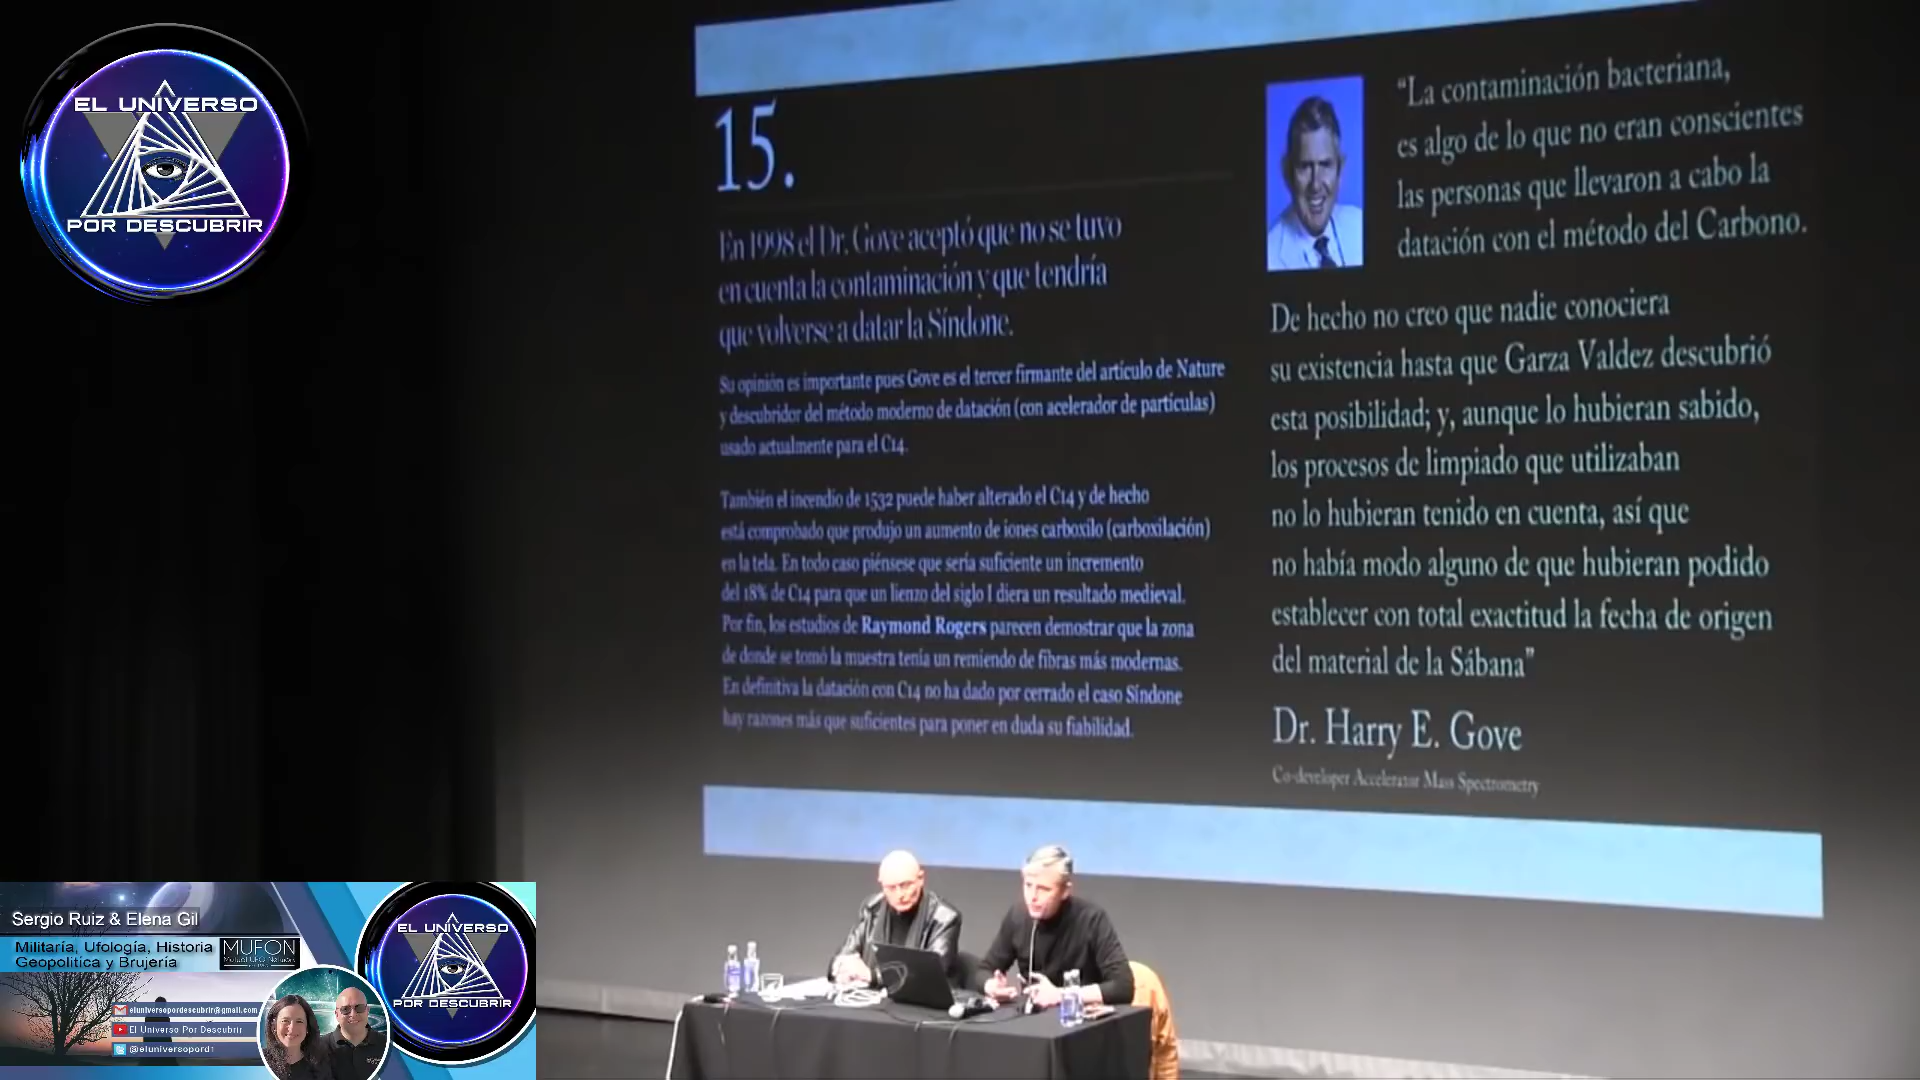 EL UNIVERSO
POR DESCUBRIR
15.
En 1998 el Dr. Gove aceptó que no se tuvo
en cuenta la contaminación y que tendría
que volverse a datar la Síndone.
Su opinión es importante pues Gove es el tercer firmante del artículo de Nature
y descubridor del método moderno de datación (con acelerador de partículas)
usado actualmente para el C14.
También el incendio de 1532 puede haber alterado el C14 y de hecho
está comprobado que produjo un aumento de iones carboxilo (carboxilación)
en la tela. En todo caso piénsese que sería suficiente un incremento
del 18% de C14 para que un lienzo del siglo I diera un resultado medieval.
Por fin, los estudios de Raymond Rogers parecen demostrar que la zona
de donde se tomó la muestra tenía un remiendo de fibras más modernas.
En definitiva la datación con C14 no ha dado por cerrado el caso Síndone
hay razones más que suficientes para poner en duda su fiabilidad.
“La contaminación bacteriana,
es algo de lo que no eran conscientes
las personas que llevaron a cabo la
datación con el método del Carbono.
De hecho no creo que nadie conociera
su existencia hasta que Garza Valdez descubrió
esta posibilidad; y, aunque lo hubieran sabido,
los procesos de limpiado que utilizaban
no lo hubieran tenido en cuenta, así que
no había modo alguno de que hubieran podido
establecer con total exactitud la fecha de origen
del material de la Sábana”
Dr. Harry E. Gove
Co-developer Accelerator Mass Spectrometry
Sergio Ruiz & Elena Gil
Militaría, Ufología, Historia
Geopolitica y Brujería
MUFON
Mutual UFO Network
eluniversopordescubrir@gmail.com
El Universo Por Descubrir
@eluniversopord1
EL UNIVERSO
POR DESCUBRIR